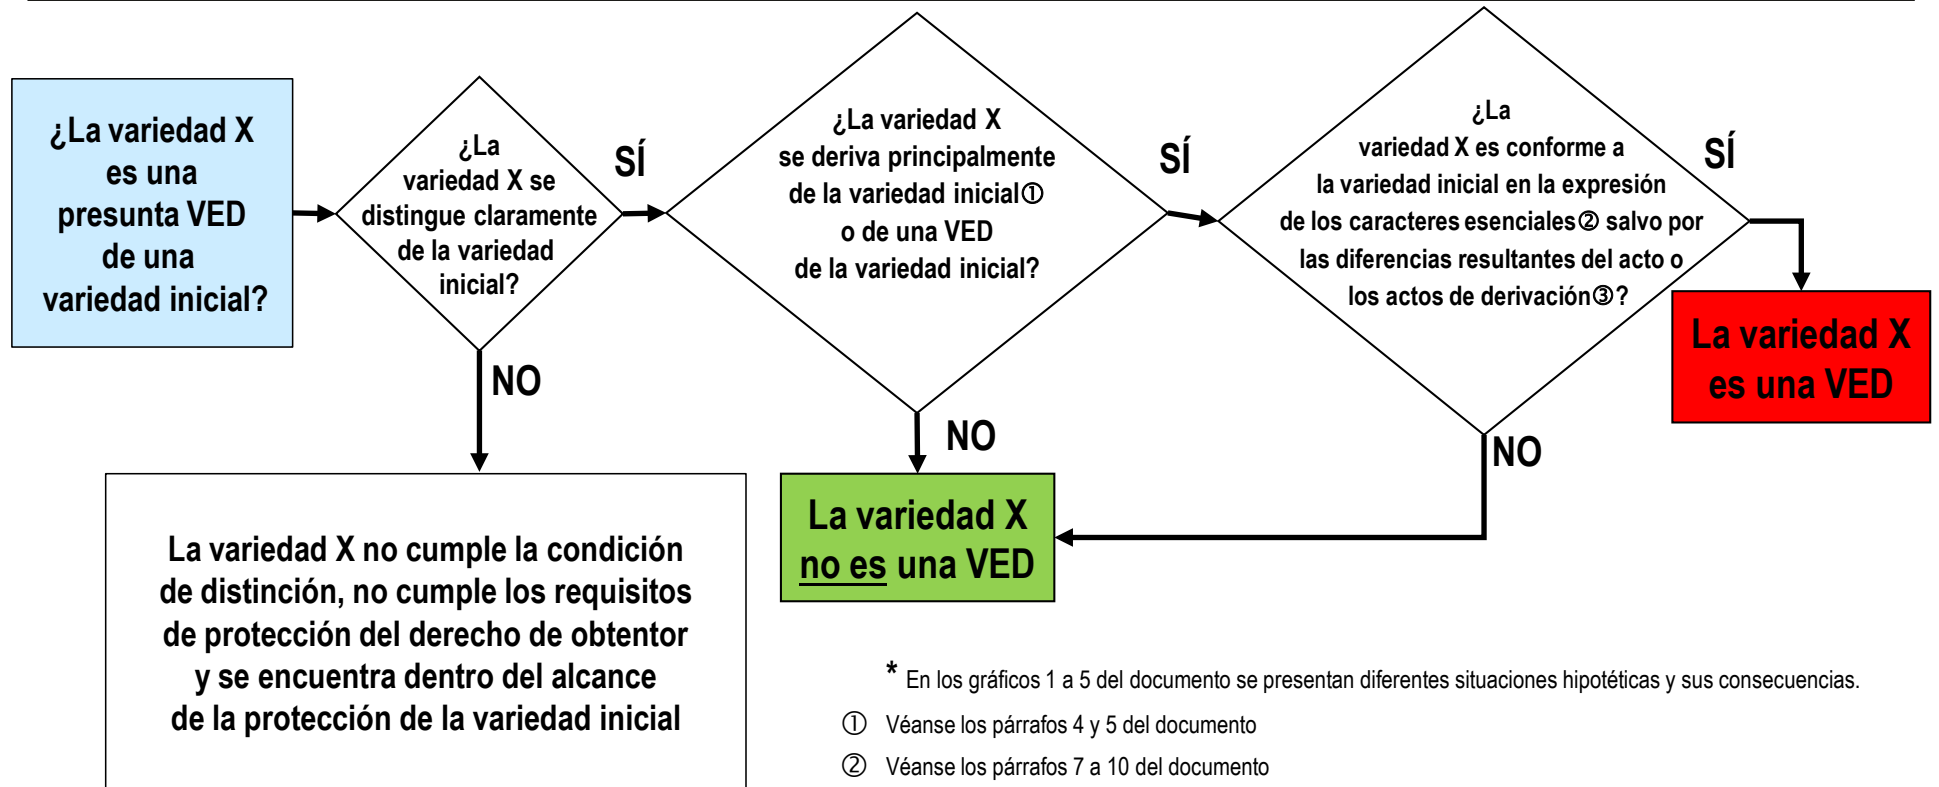 ¿La variedad X
es una
presunta VED
de una
variedad inicial?
¿La
variedad X se
distingue claramente
de la variedad
inicial?
SÍ
NO
¿La variedad X
se deriva principalmente
de la variedad inicial①
o de una VED
de la variedad inicial?
SÍ
NO
¿La
variedad X es conforme a
la variedad inicial en la expresión
de los caracteres esenciales② salvo por
las diferencias resultantes del acto o
los actos de derivación③?
SÍ
NO
La variedad X
es una VED
La variedad X no cumple la condición
de distinción, no cumple los requisitos
de protección del derecho de obtentor
y se encuentra dentro del alcance
de la protección de la variedad inicial
La variedad X
no es una VED
* En los gráficos 1 a 5 del documento se presentan diferentes situaciones hipotéticas y sus consecuencias.
① Véanse los párrafos 4 y 5 del documento
② Véanse los párrafos 7 a 10 del documento